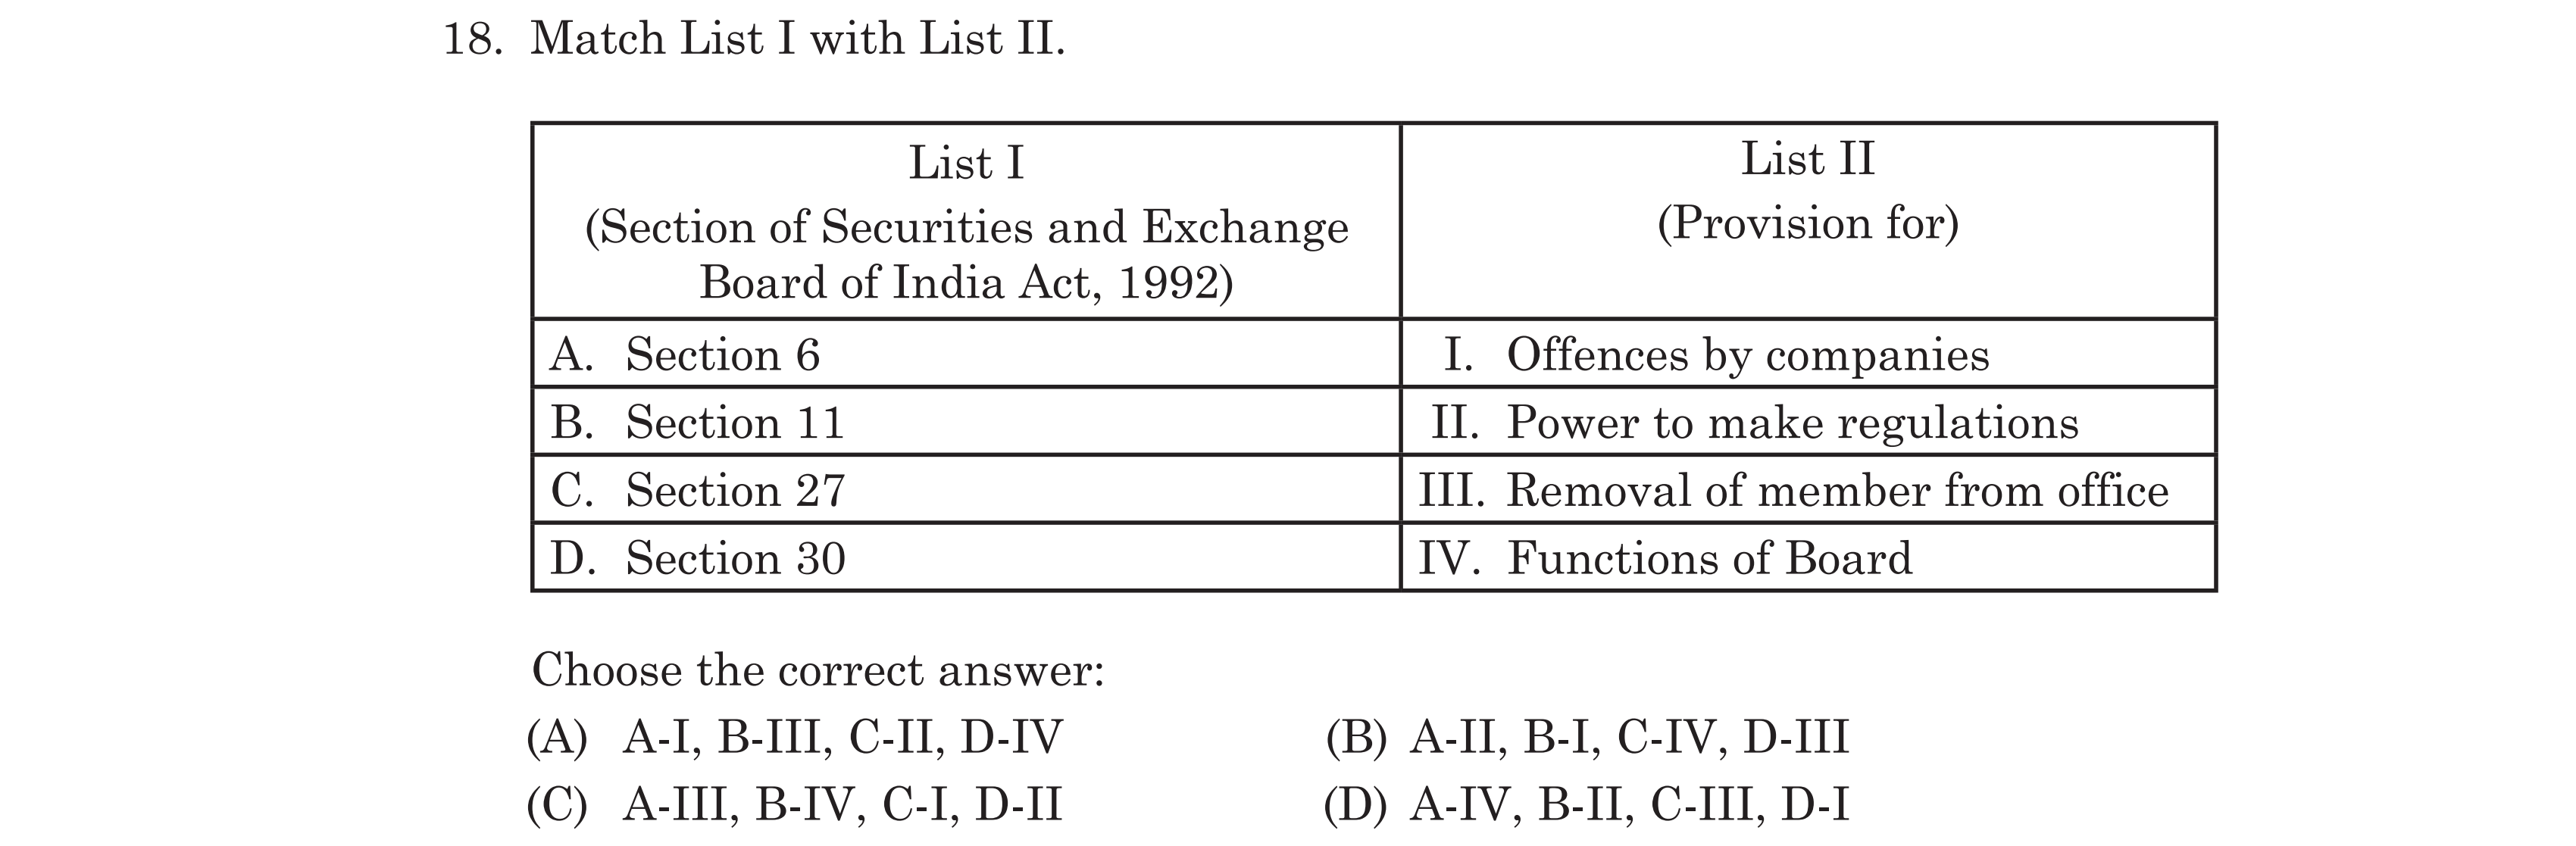 18. Match List I with List II.
List I
(Section of Securities and Exchange
Board of India Act, 1992)
List II
(Provision for)
A. Section 6
I. Offences by companies
B. Section 11
II. Power to make regulations
C. Section 27
III. Removal of member from office
D. Section 30
IV. Functions of Board
Choose the correct answer:
(A) A-I, B-III, C-II, D-IV
(B) A-II, B-I, C-IV, D-III
(C) A-III, B-IV, C-I, D-II
(D) A-IV, B-II, C-III, D-I